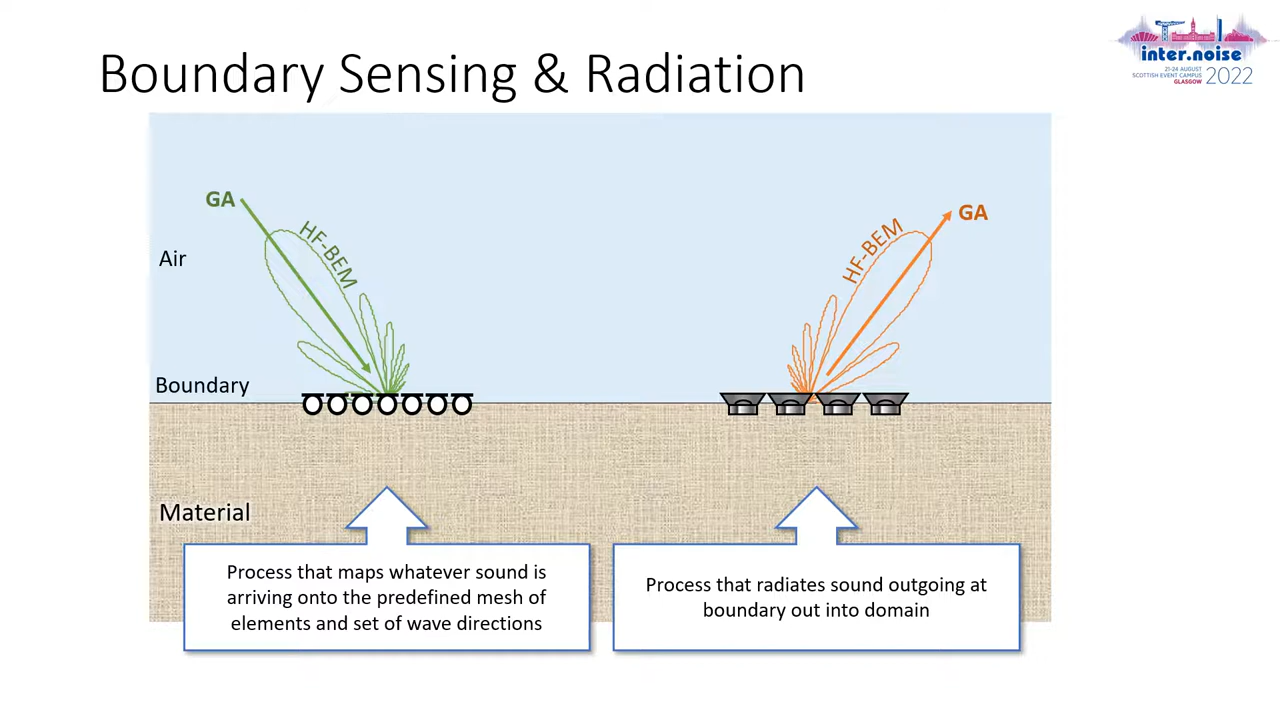 Boundary Sensing & Radiation
inter.noise
21-24 AUGUST
SCOTTISH EVENT CAMPUS
GLASGOW
2022
GA
HF-BEM
HF-BEM
GA
Air
Boundary
Material
Process that maps whatever sound is
arriving onto the predefined mesh of
elements and set of wave directions
Process that radiates sound outgoing at
boundary out into domain